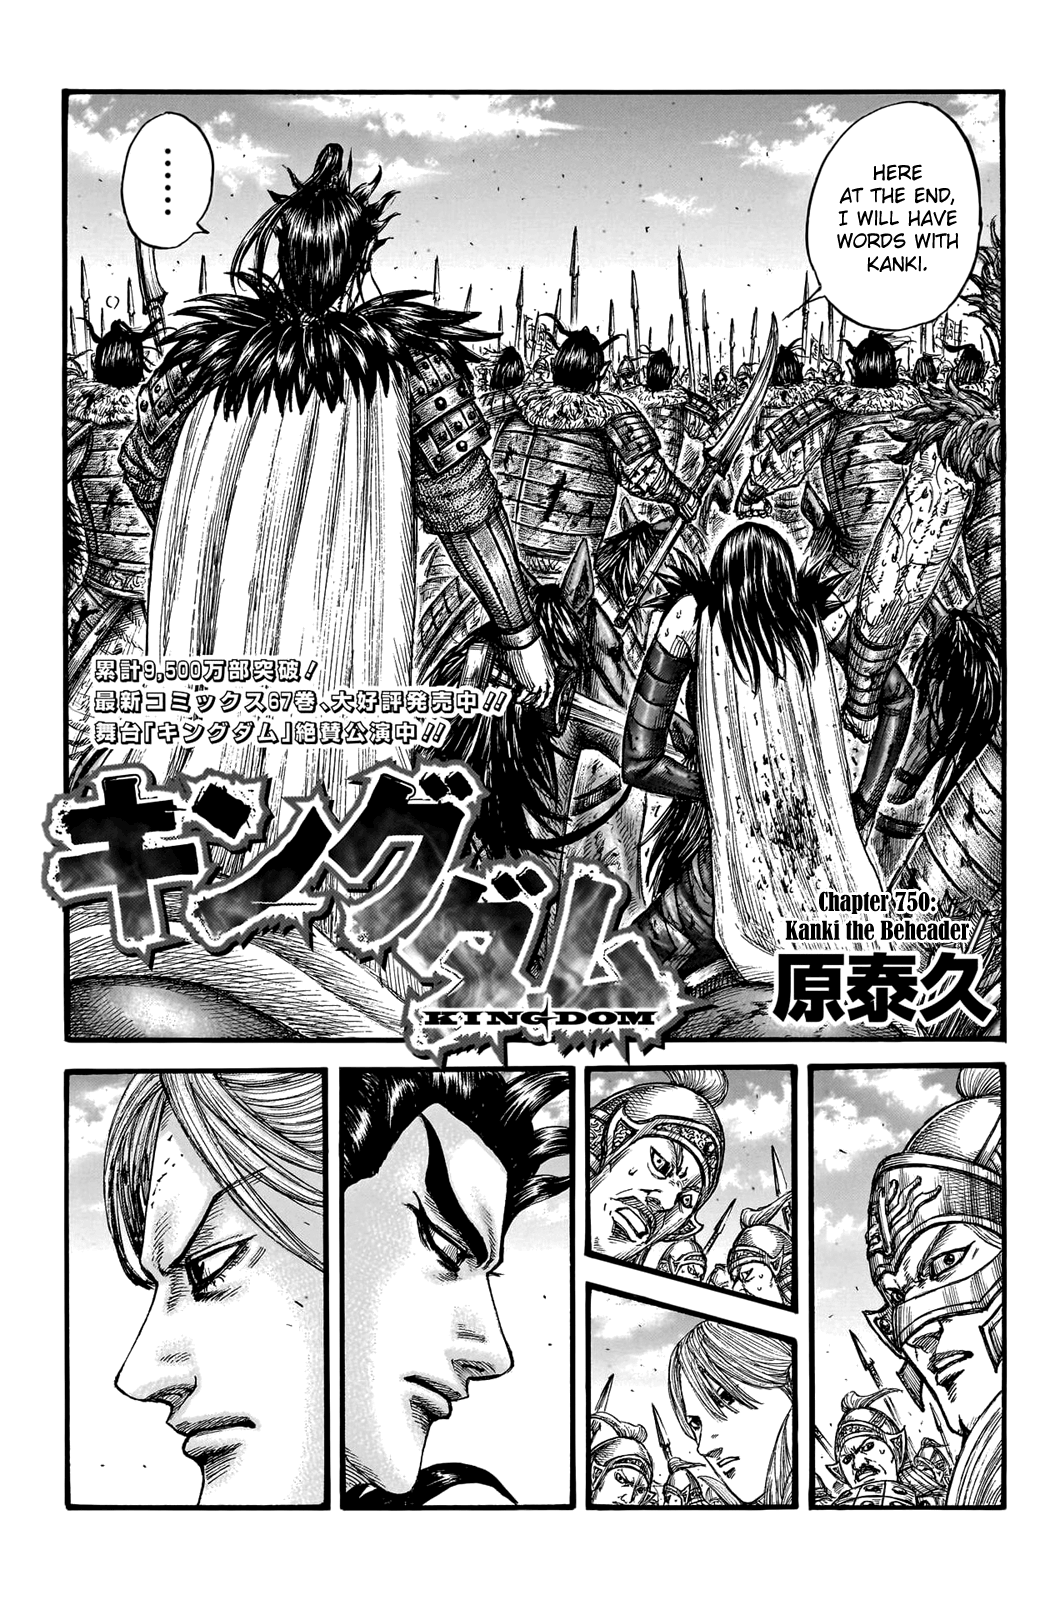 HERE
AT THE END,
I WILL HAVE
WORDS WITH
KANKI.
......
累計9,500万部突破!
最新コミックス67巻、大好評発売中!!
舞台「キングダム」絶賛公演中!!
キングダム
KINGDOM
Chapter 750:
Kanki the Beheader
原泰久